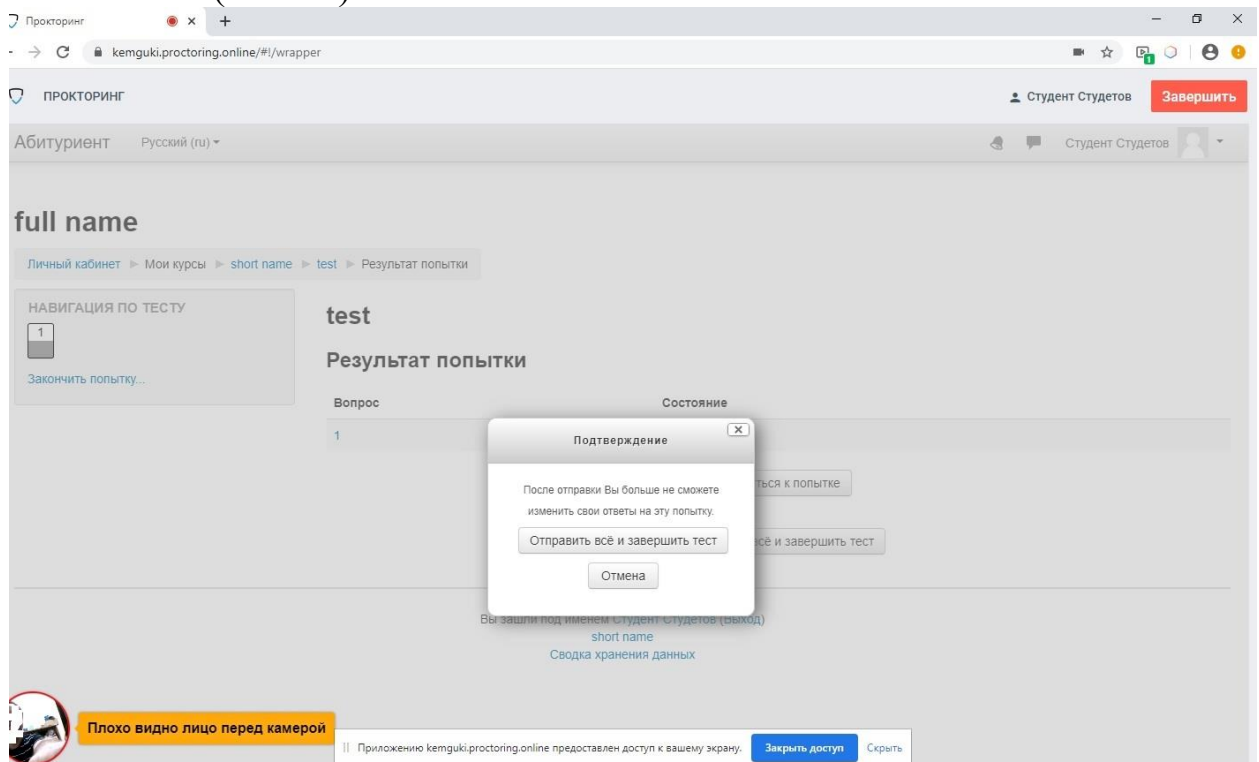 Прокторинг
kemguki.proctoring.online/#!/wrapper
1
ПРОКТОРИНГ
Студент Студетов
Завершить
Абитуриент
Русский (ru)
Студент Студетов
full name
Личный кабинет ► Мои курсы ► short name ► test ► Результат попытки
НАВИГАЦИЯ ПО ТЕСТУ
1
Закончить попытку...
test
Результат попытки
Вопрос
Состояние
1
Подтверждение
После отправки Вы больше не сможете
изменить свои ответы на эту попытку.
Отправить всё и завершить тест
Отмена
ться к попытке
сё и завершить тест
Вы зашли под именем Студент Студетов (Выход)
short name
Сводка хранения данных
Плохо видно лицо перед камерой
Приложению kemguki.proctoring.online предоставлен доступ к вашему экрану.
Закрыть доступ
Скрыть